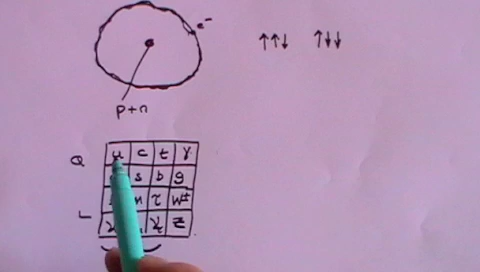 e⁻
↑↑↓ ↑↓↓
p+n
Q
u c t γ
s b g
τ W±
L
Z